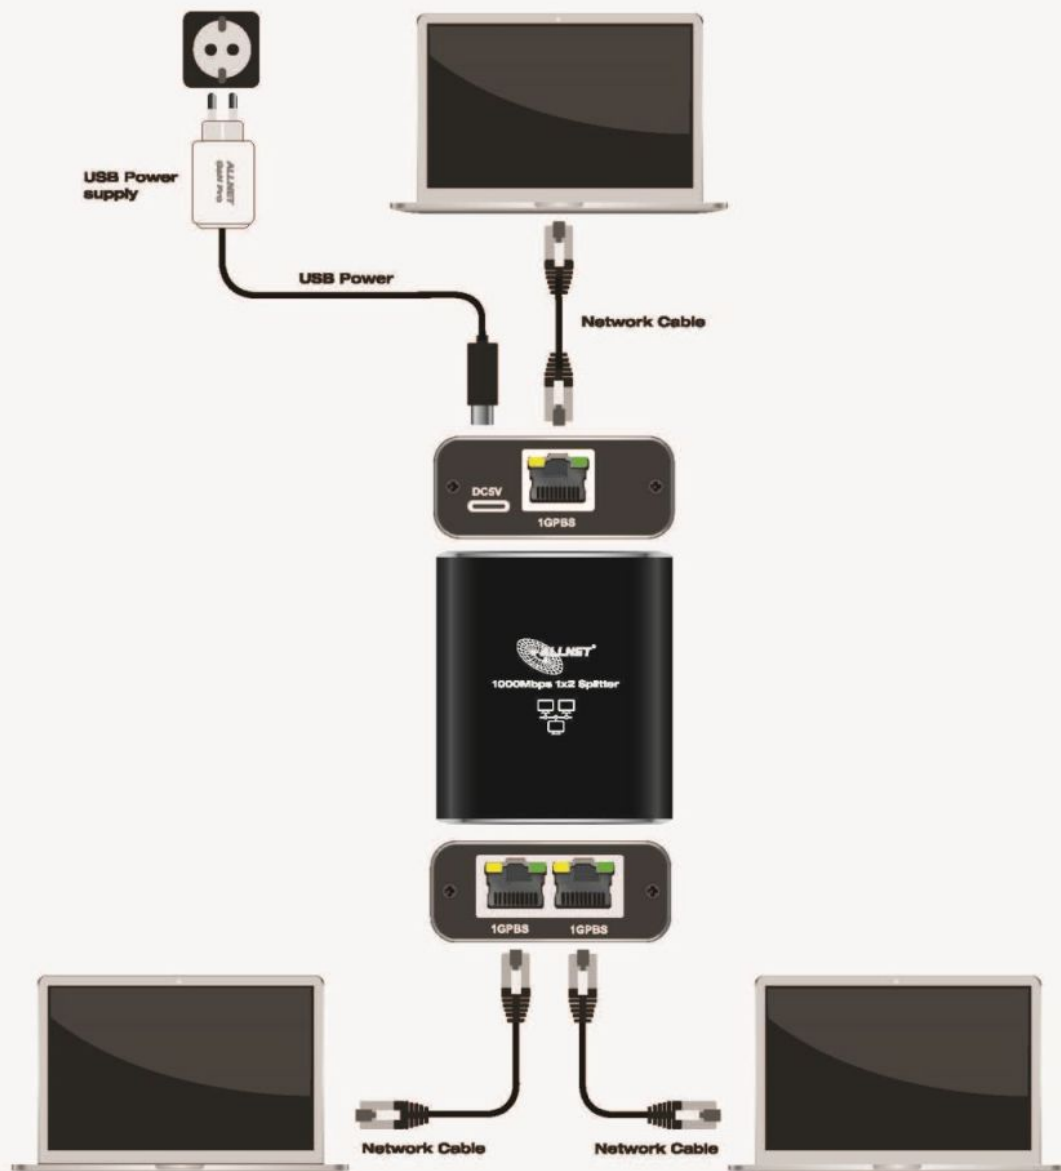 USB Power
supply
ALLNET
USB Power
Network Cable
DC5V
1GPBS
ALLNET®
1000Mbps 1x2 Splitter
1GPBS 1GPBS
Network Cable Network Cable